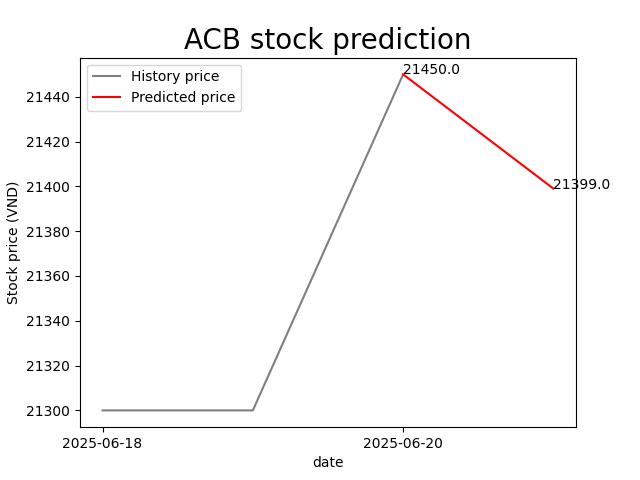 ACB stock prediction
History price
Predicted price
21450.0
21399.0
21440
21420
21400
21380
21360
21340
21320
21300
Stock price (VND)
2025-06-18
2025-06-20
date